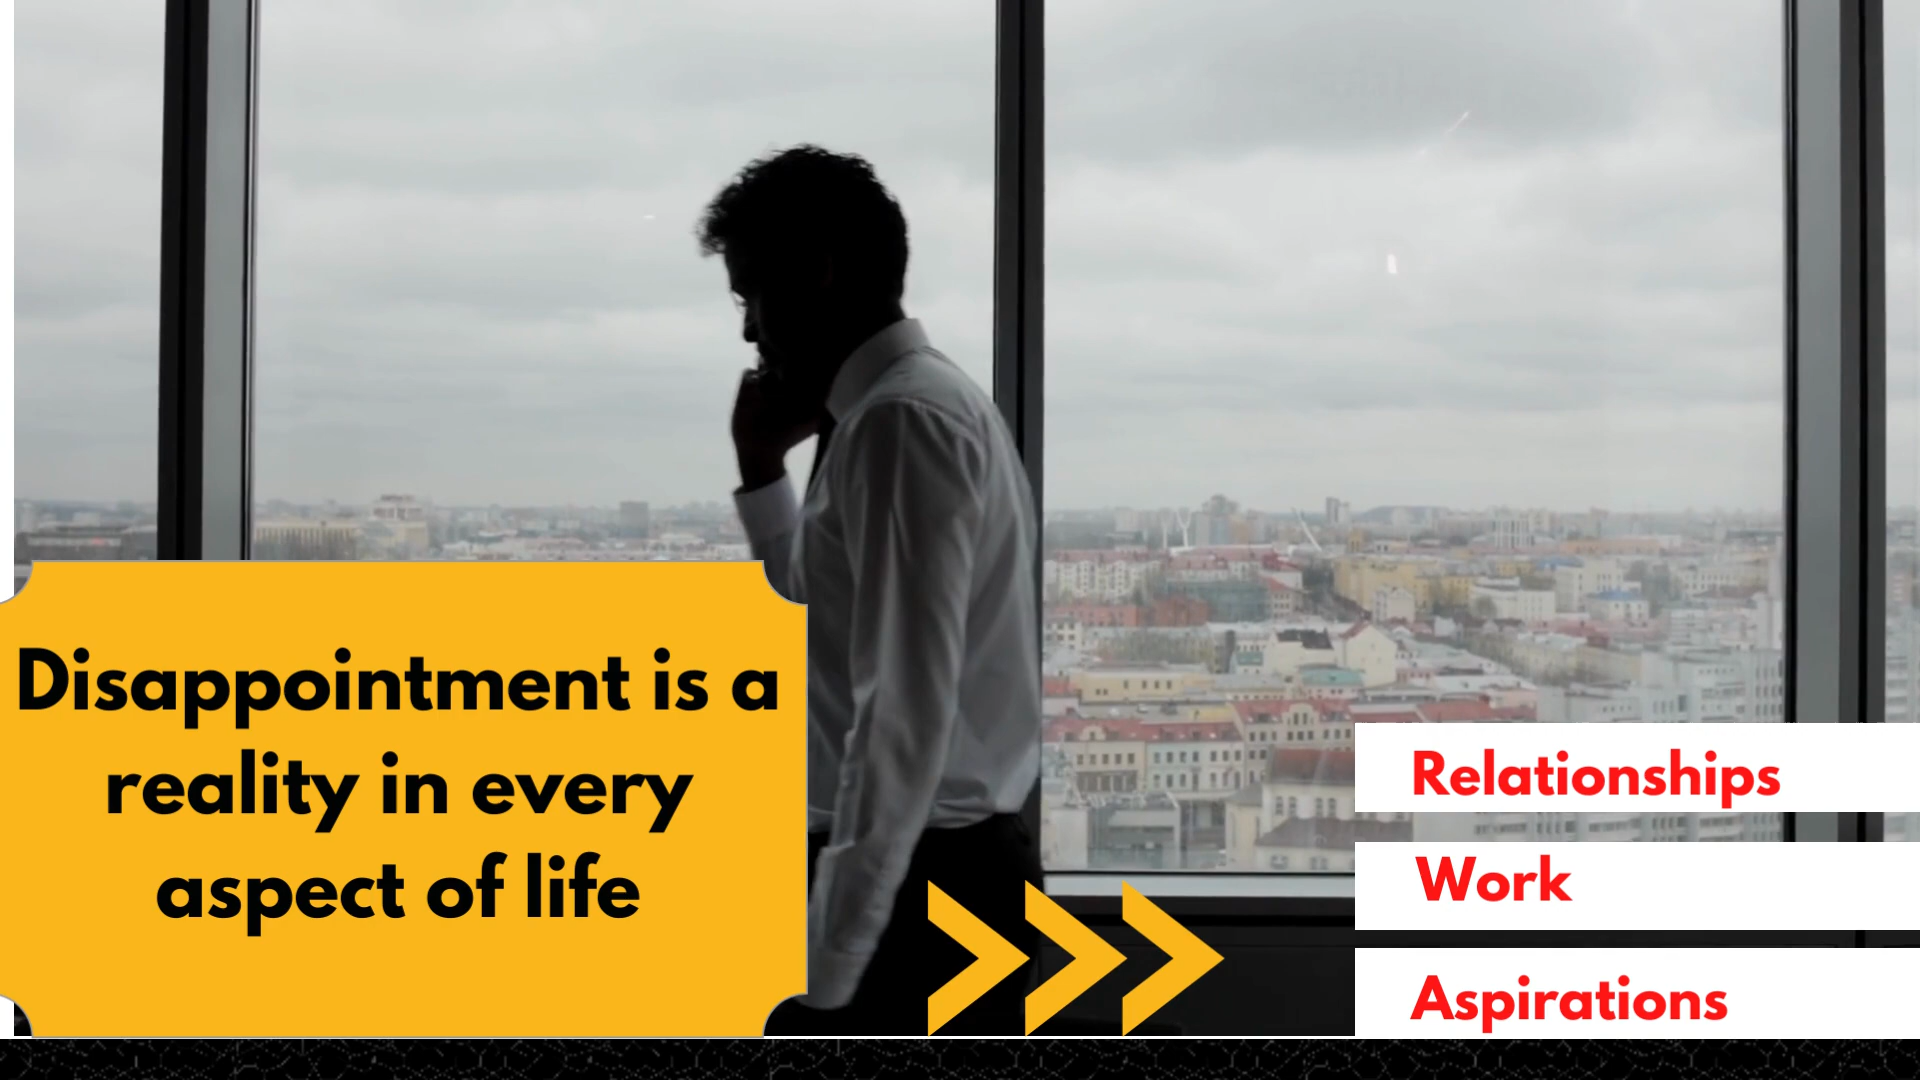 Disappointment is a
reality in every
aspect of life
Relationships
Work
Aspirations